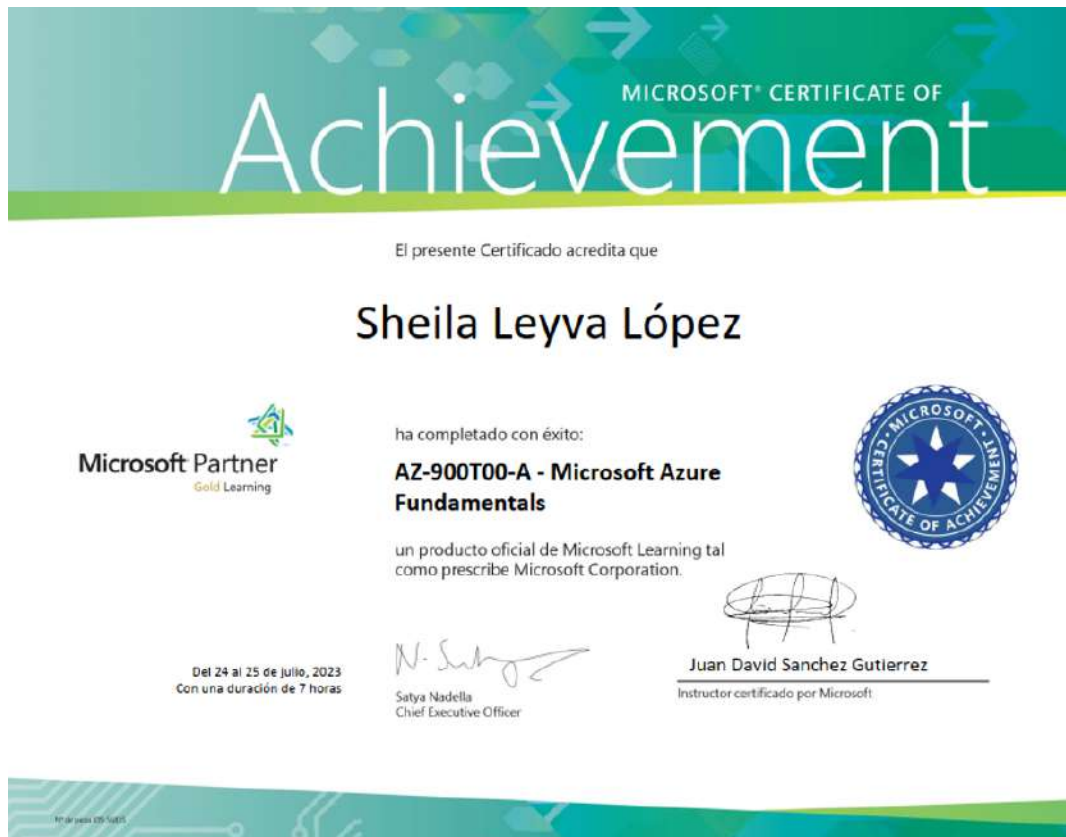 MICROSOFT® CERTIFICATE OF
Achievement
El presente Certificado acredita que
Sheila Leyva López
Microsoft Partner
Gold Learning
ha completado con éxito:
AZ-900T00-A - Microsoft Azure
Fundamentals
un producto oficial de Microsoft Learning tal
como prescribe Microsoft Corporation.
MICROSOFT
CERTIFICATE OF ACHIEVEMENT
Del 24 al 25 de julio, 2023
Con una duración de 7 horas
Satya Nadella
Chief Executive Officer
Juan David Sanchez Gutierrez
Instructor certificado por Microsoft